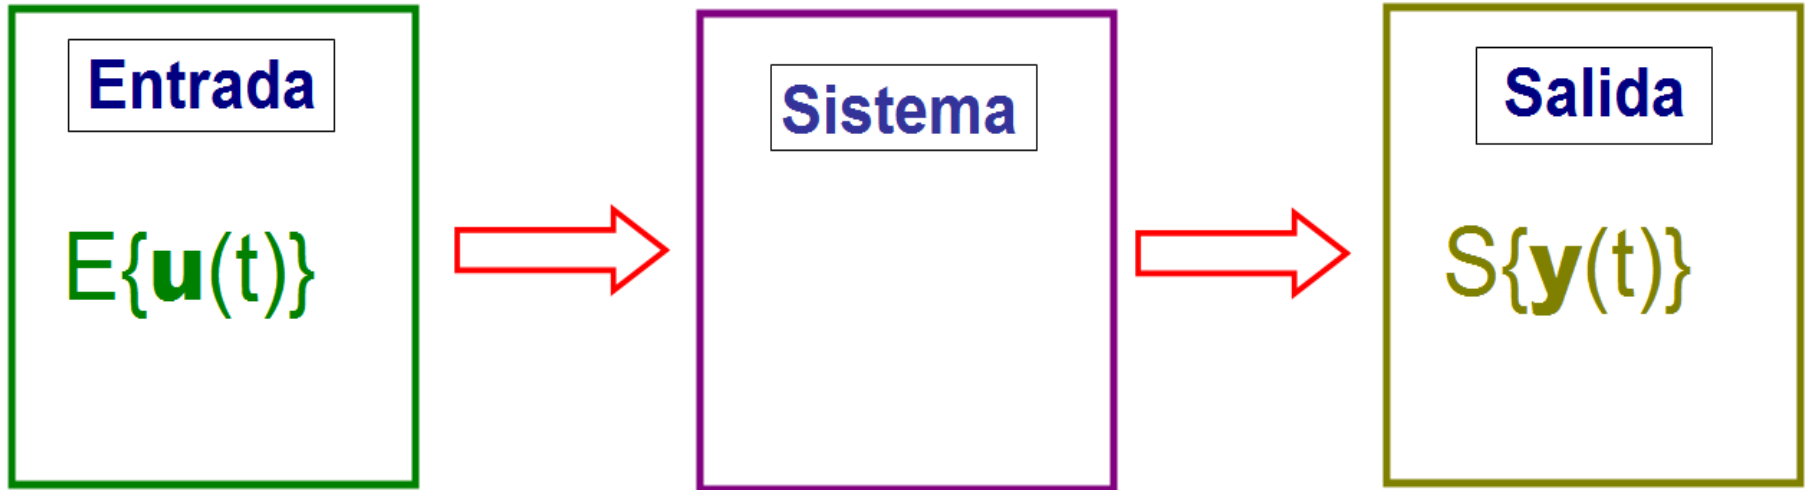 Entrada
E{u(t)}
Sistema
Salida
S{y(t)}